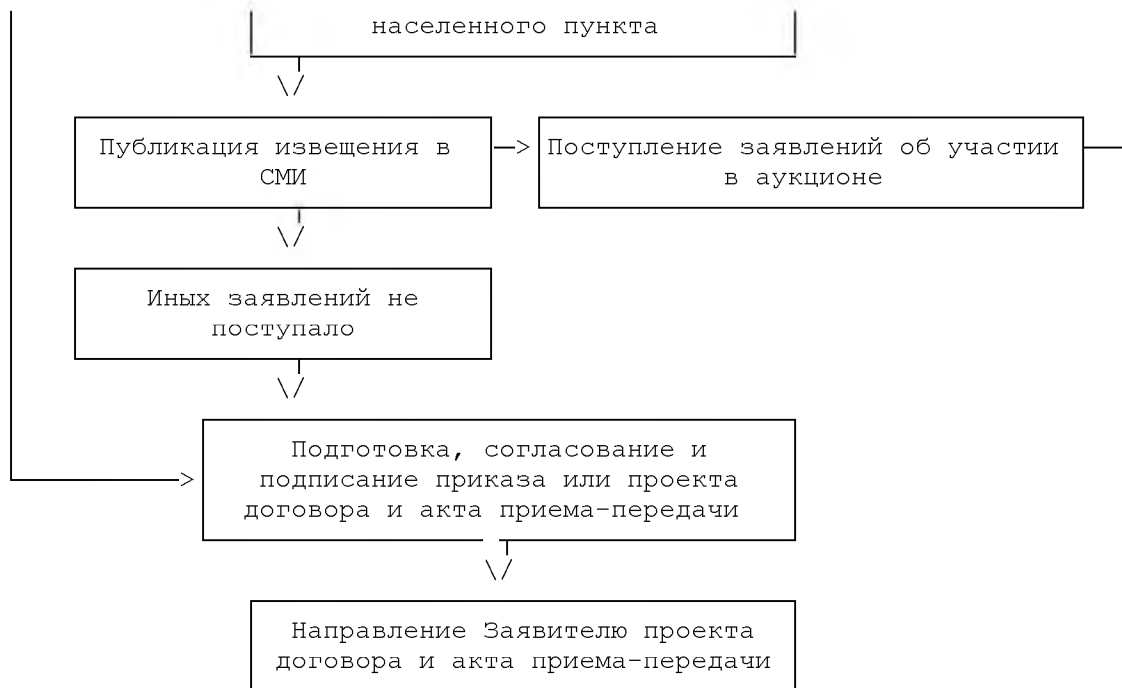 населенного пункта
Публикация извещения в
СМИ
Поступление заявлений об участии
в аукционе
Иных заявлений не
поступало
Подготовка, согласование и
подписание приказа или проекта
договора и акта приема-передачи
Направление Заявителю проекта
договора и акта приема-передачи